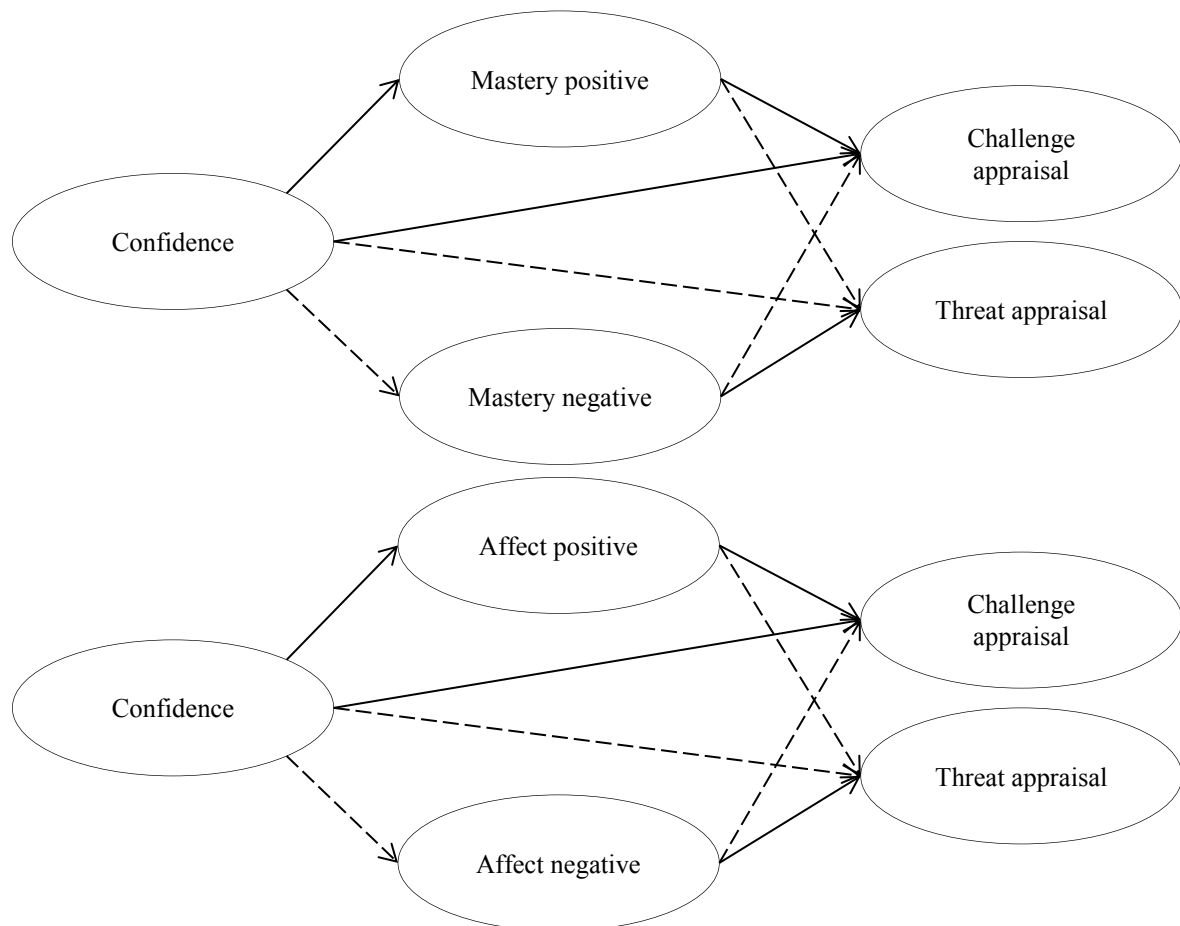 Mastery positive
Challenge
appraisal
Confidence
Threat appraisal
Mastery negative
Affect positive
Challenge
appraisal
Confidence
Threat appraisal
Affect negative